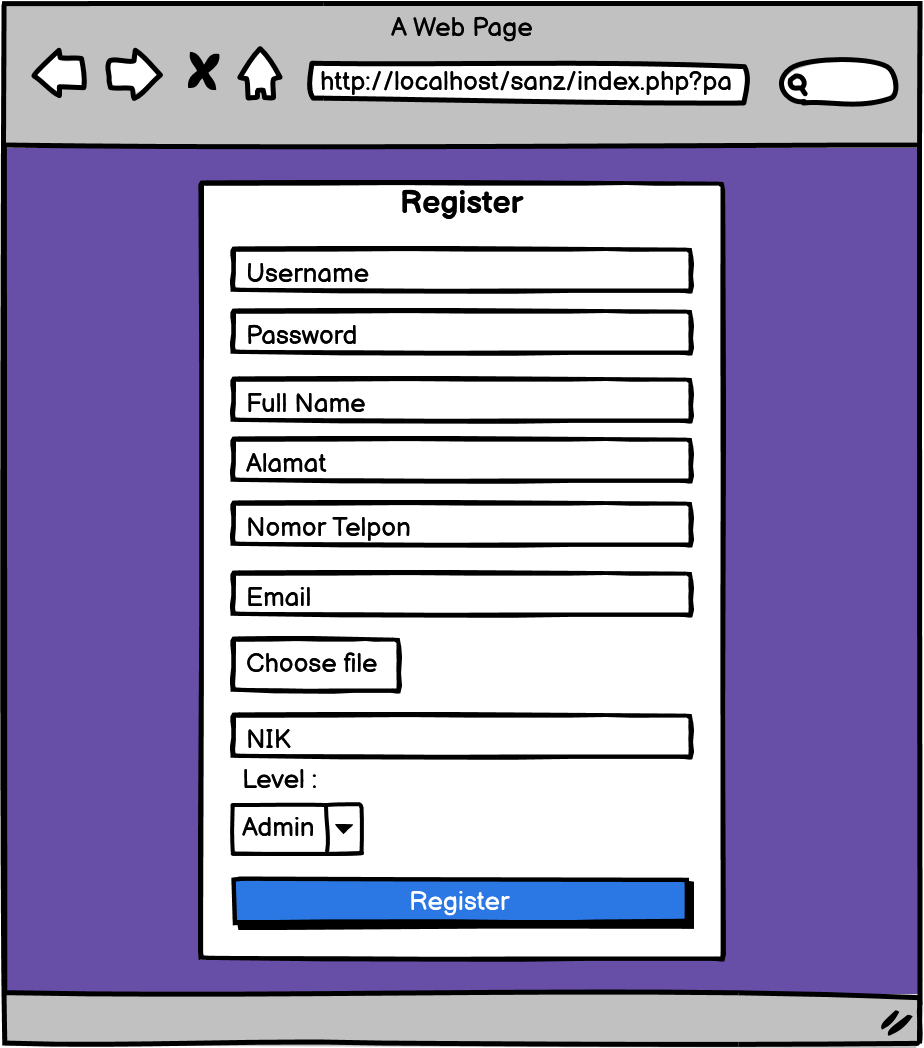 A Web Page
http://localhost/sanz/index.php?pa
Register
Username
Password
Full Name
Alamat
Nomor Telpon
Email
Choose file
NIK
Level :
Admin
Register